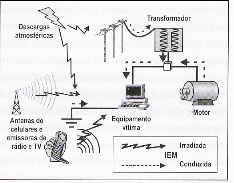 Descargas
atmosféricas
Transformador
Equipamento
vítima
Motor
Antenas de
celulares e
emissoras de
rádio e TV
Irradiada
IEM
Conduzida